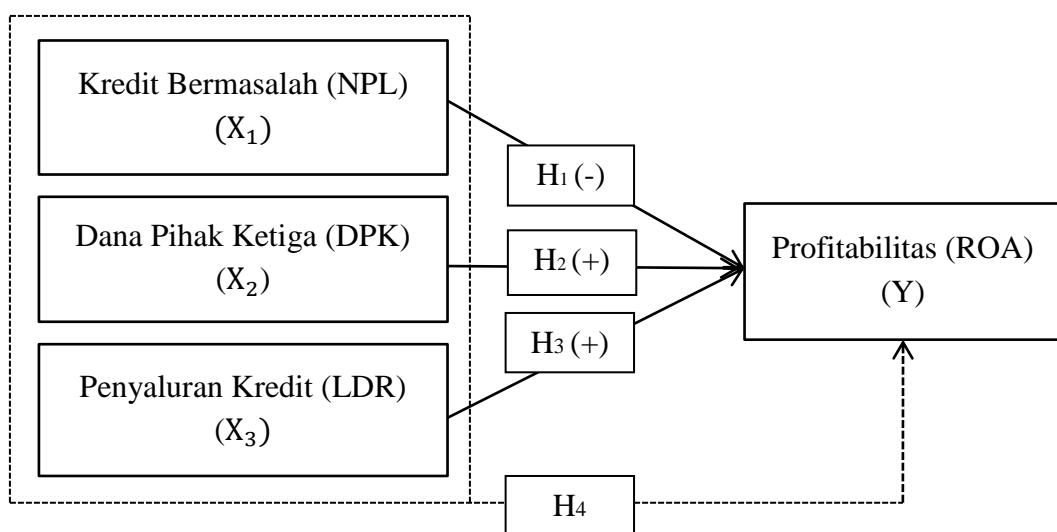 Kredit Bermasalah (NPL)
(X₁)
H₁ (-)
Dana Pihak Ketiga (DPK)
(X₂)
H₂ (+)
Profitabilitas (ROA)
(Y)
H₃ (+)
Penyaluran Kredit (LDR)
(X₃)
H₄